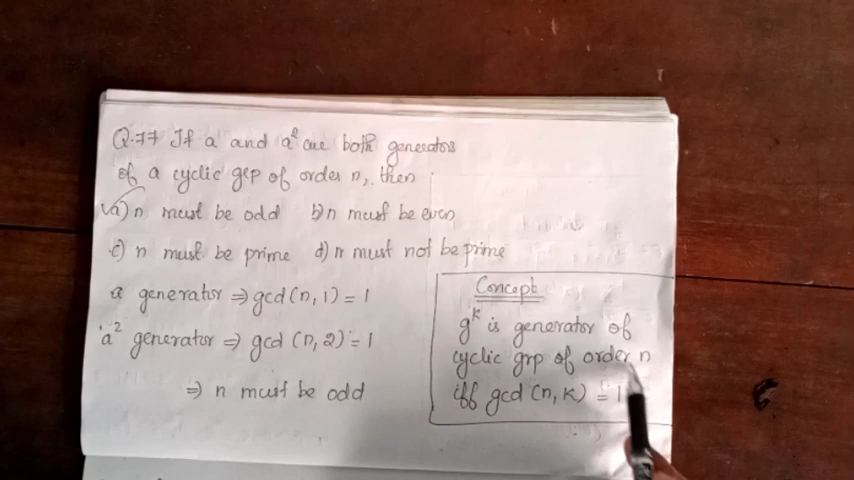 Q.77 If a and a² are both generators
of a cyclic grp of order n, then
a) n must be odd b) n must be even
c) n must be prime d) n must not be prime
a generator ⇒ gcd(n, 1) = 1
a² generator ⇒ gcd (n, 2) = 1
⇒ n must be odd
Concept
g^k is generator of
cyclic grp of order n
iff gcd (n, k) = 1